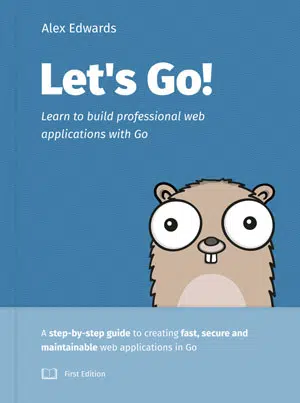 Alex Edwards
Let's Go!
Learn to build professional web
applications with Go
A step-by-step guide to creating fast, secure and
maintainable web applications in Go
First Edition